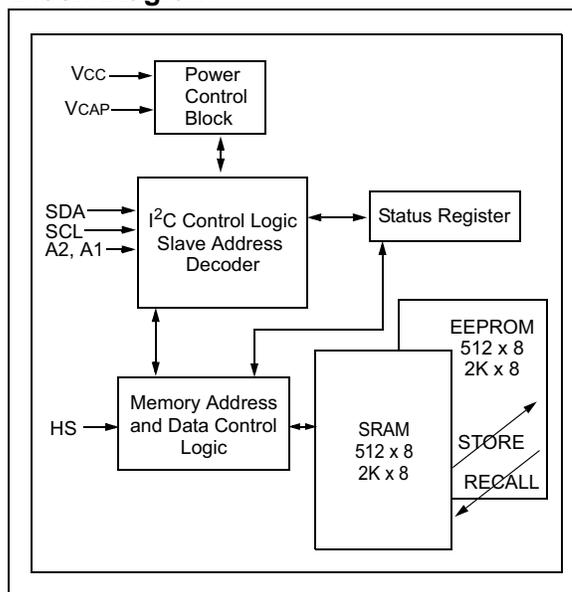 VCC
Power
Control
Block
VCAP
SDA
SCL
A2, A1
I²C Control Logic
Slave Address
Decoder
Status Register
EEPROM
512 x 8
2K x 8
HS
Memory Address
and Data Control
Logic
SRAM
512 x 8
2K x 8
STORE
RECALL